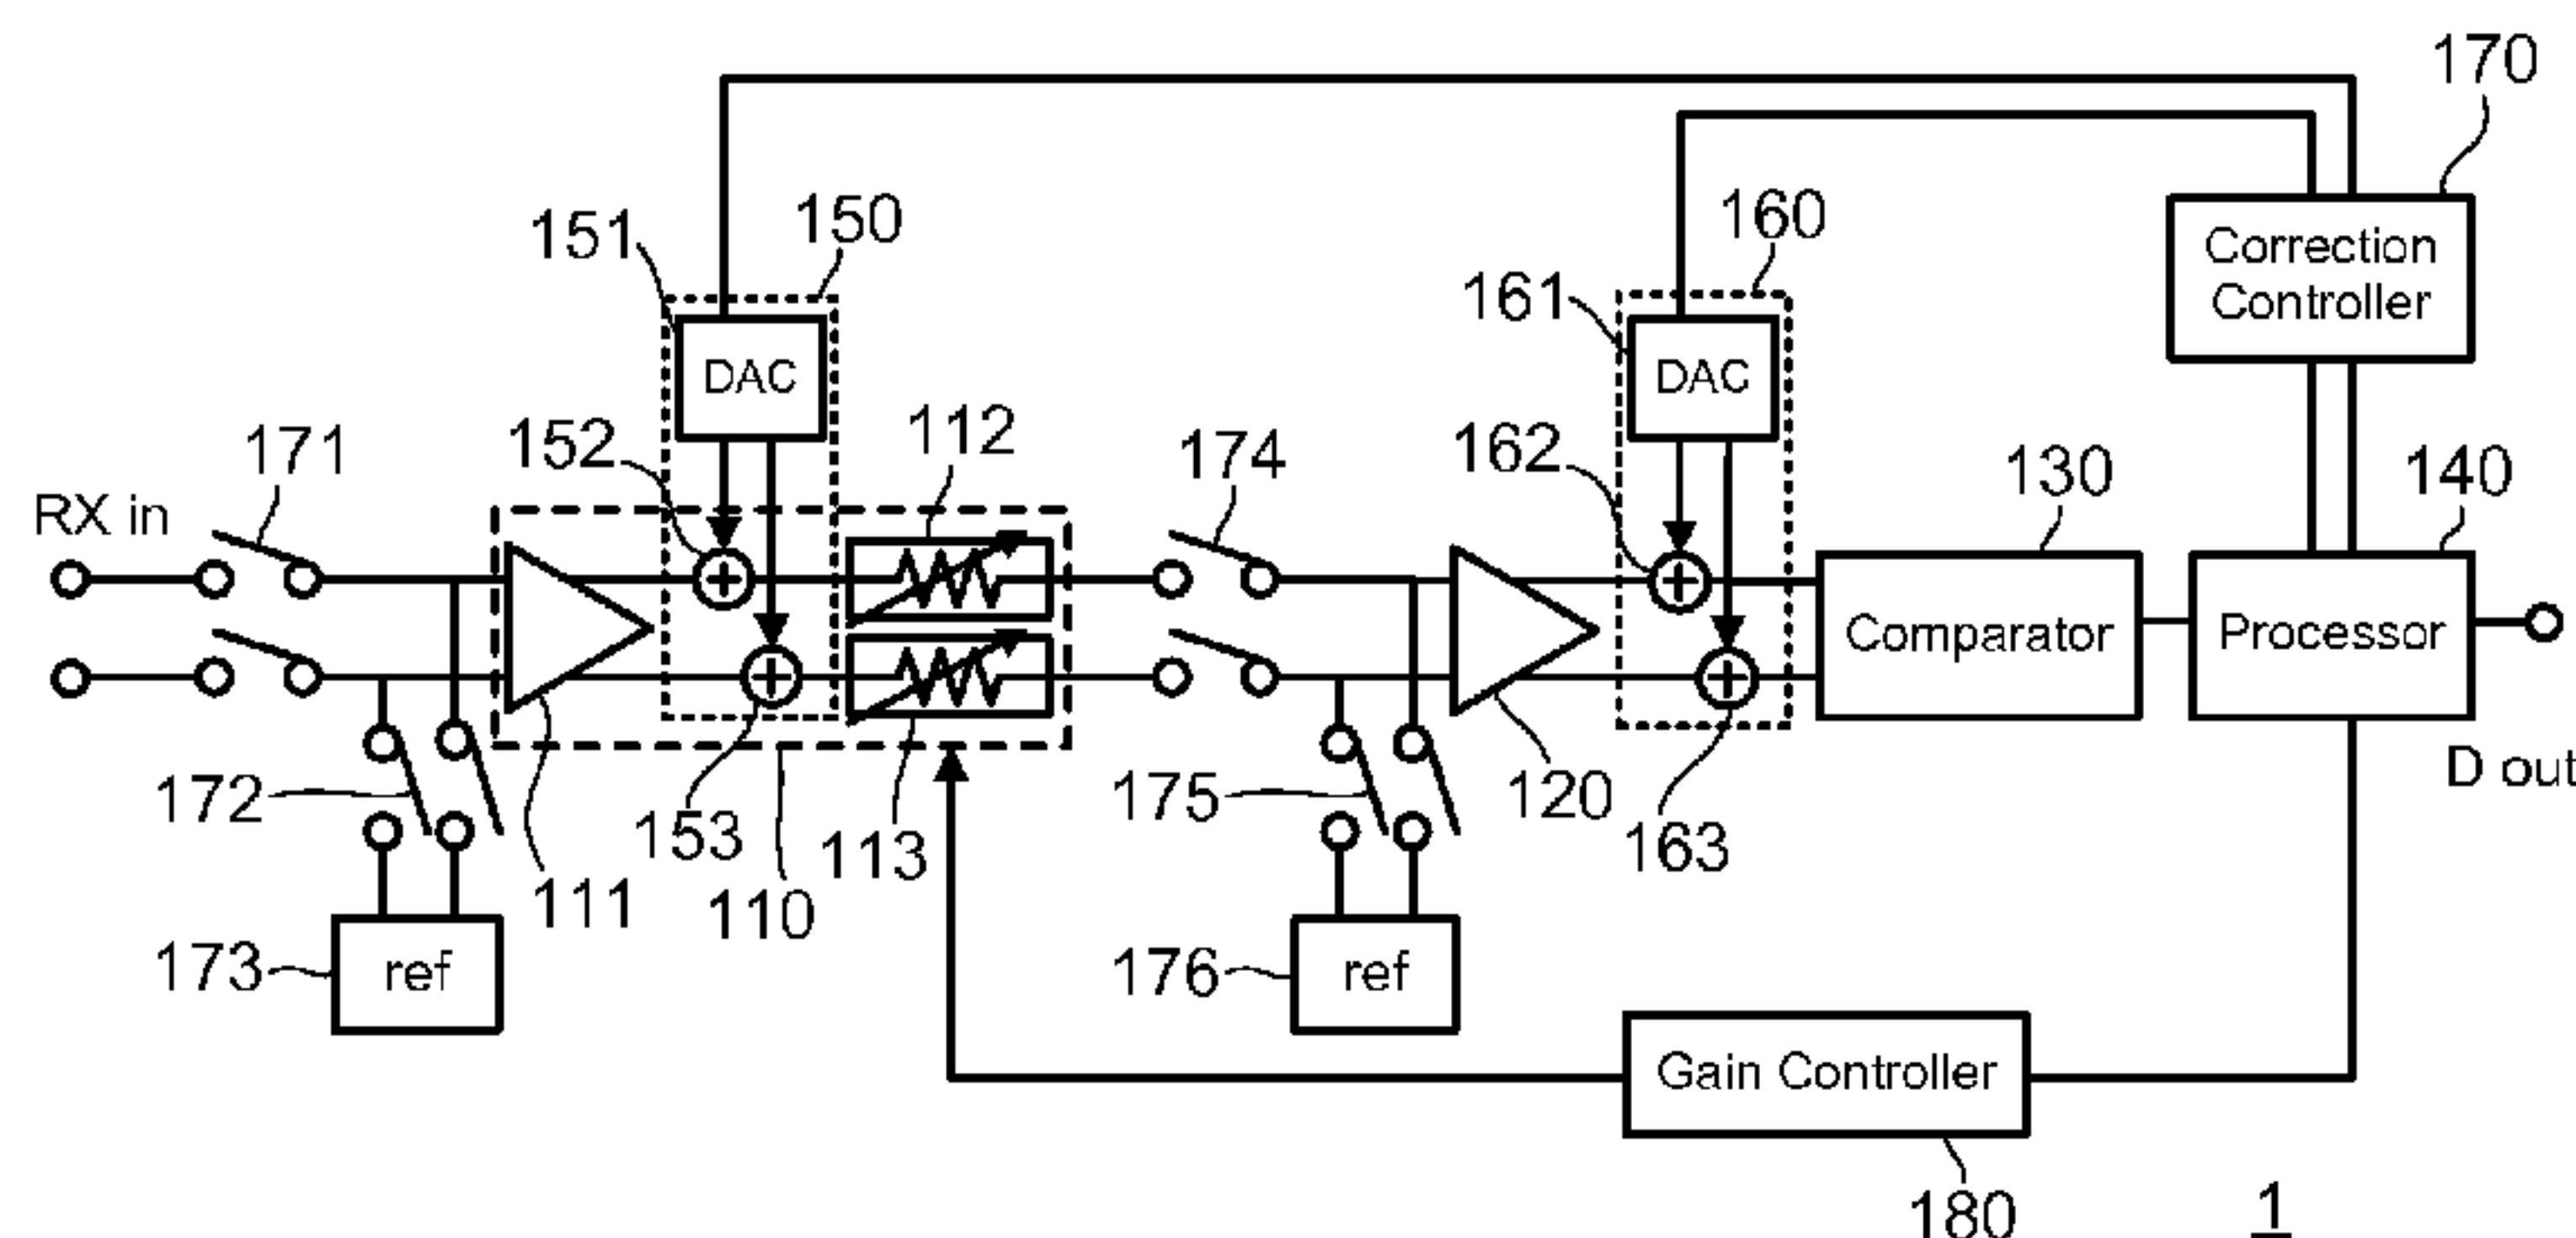 170
151
150
160
161
Correction
Controller
DAC
DAC
171
152
112
174
162
130
140
RX in
Comparator
Processor
172
175
120
D out
153
113
163
111
110
173
ref
176
ref
Gain Controller
180
1